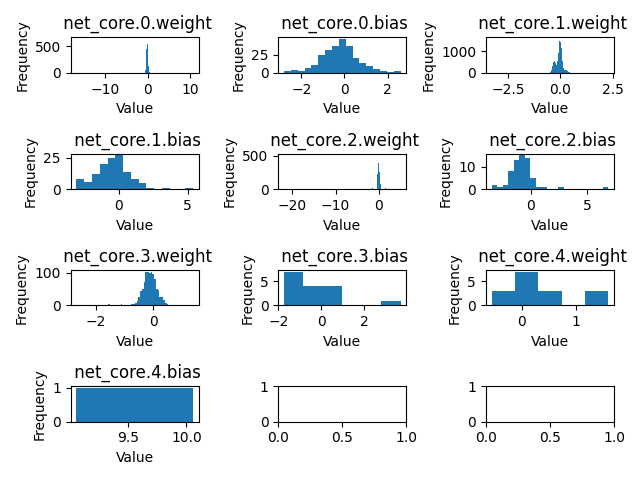 net_core.0.weight
Frequency
500
0
−10
0
10
Value
net_core.0.bias
Frequency
25
0
−2
0
2
Value
net_core.1.weight
Frequency
1000
0
−2.5
0.0
2.5
Value
net_core.1.bias
Frequency
25
0
0
5
Value
net_core.2.weight
Frequency
500
0
−20
−10
0
Value
net_core.2.bias
Frequency
10
0
0
5
Value
net_core.3.weight
Frequency
100
0
−2
0
Value
net_core.3.bias
Frequency
5
0
−2
0
2
Value
net_core.4.weight
Frequency
5
0
0
1
Value
net_core.4.bias
Frequency
1
0
9.5
10.0
Value
1
0
0.0
0.5
1.0
1
0
0.0
0.5
1.0